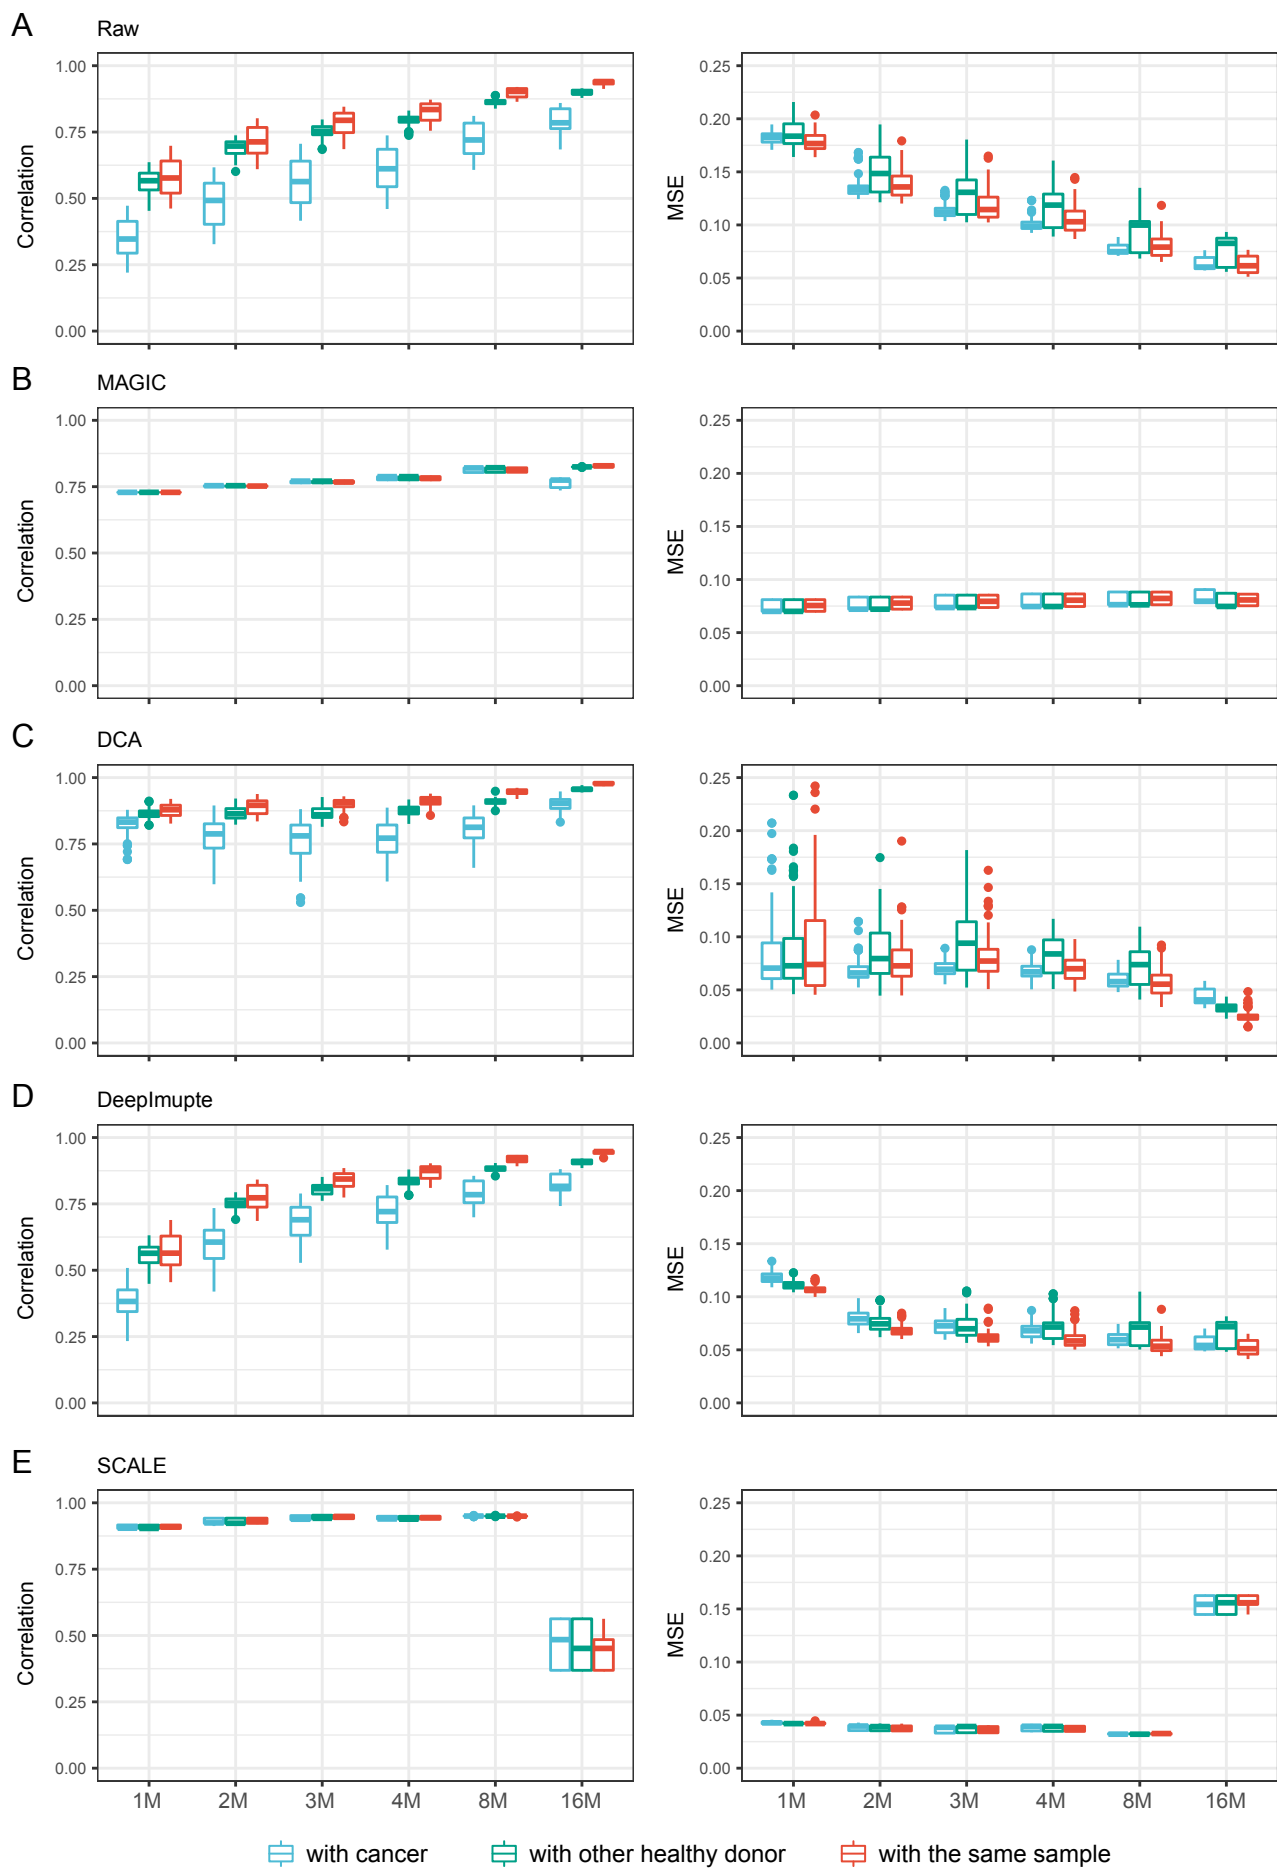 A
Raw
Correlation
1.00
0.75
0.50
0.25
0.00
MSE
0.25
0.20
0.15
0.10
0.05
0.00
B
MAGIC
Correlation
1.00
0.75
0.50
0.25
0.00
MSE
0.25
0.20
0.15
0.10
0.05
0.00
C
DCA
Correlation
1.00
0.75
0.50
0.25
0.00
MSE
0.25
0.20
0.15
0.10
0.05
0.00
D
DeepImupte
Correlation
1.00
0.75
0.50
0.25
0.00
MSE
0.25
0.20
0.15
0.10
0.05
0.00
E
SCALE
Correlation
1.00
0.75
0.50
0.25
0.00
MSE
0.25
0.20
0.15
0.10
0.05
0.00
1M 2M 3M 4M 8M 16M
1M 2M 3M 4M 8M 16M
with cancer with other healthy donor with the same sample